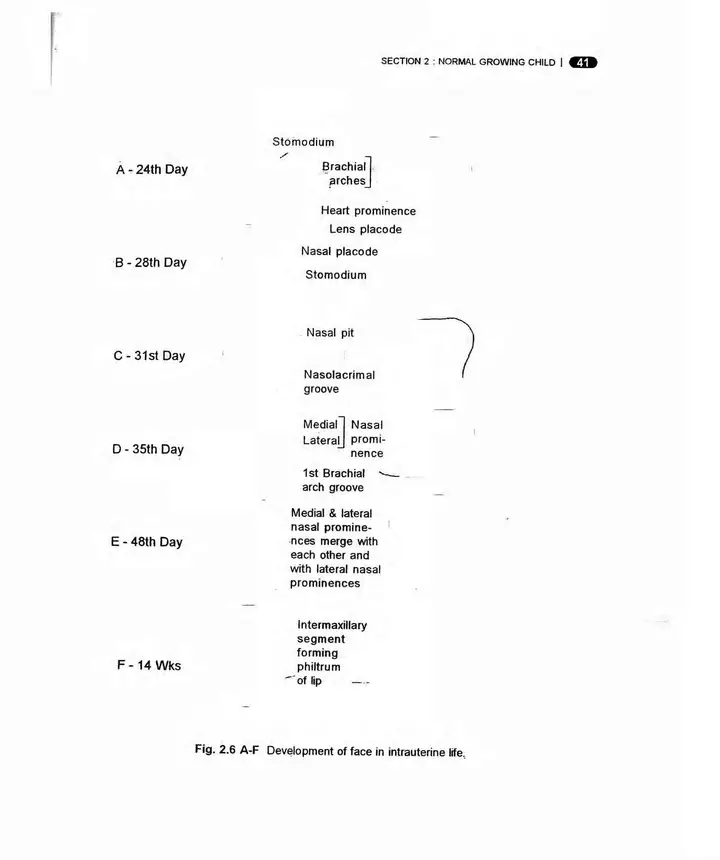 SECTION 2 : NORMAL GROWING CHILD | 41
Stomodium
A - 24th Day
Brachial
arches
Heart prominence
Lens placode
Nasal placode
B - 28th Day
Stomodium
Nasal pit
C - 31st Day
Nasolacrimal
groove
Medial Nasal
Lateral promi-
nence
D - 35th Day
1st Brachial
arch groove
Medial & lateral
nasal promine-
nces merge with
each other and
with lateral nasal
prominences
E - 48th Day
Intermaxillary
segment
forming
philtrum
of lip
F - 14 Wks
Fig. 2.6 A-F Development of face in intrauterine life.